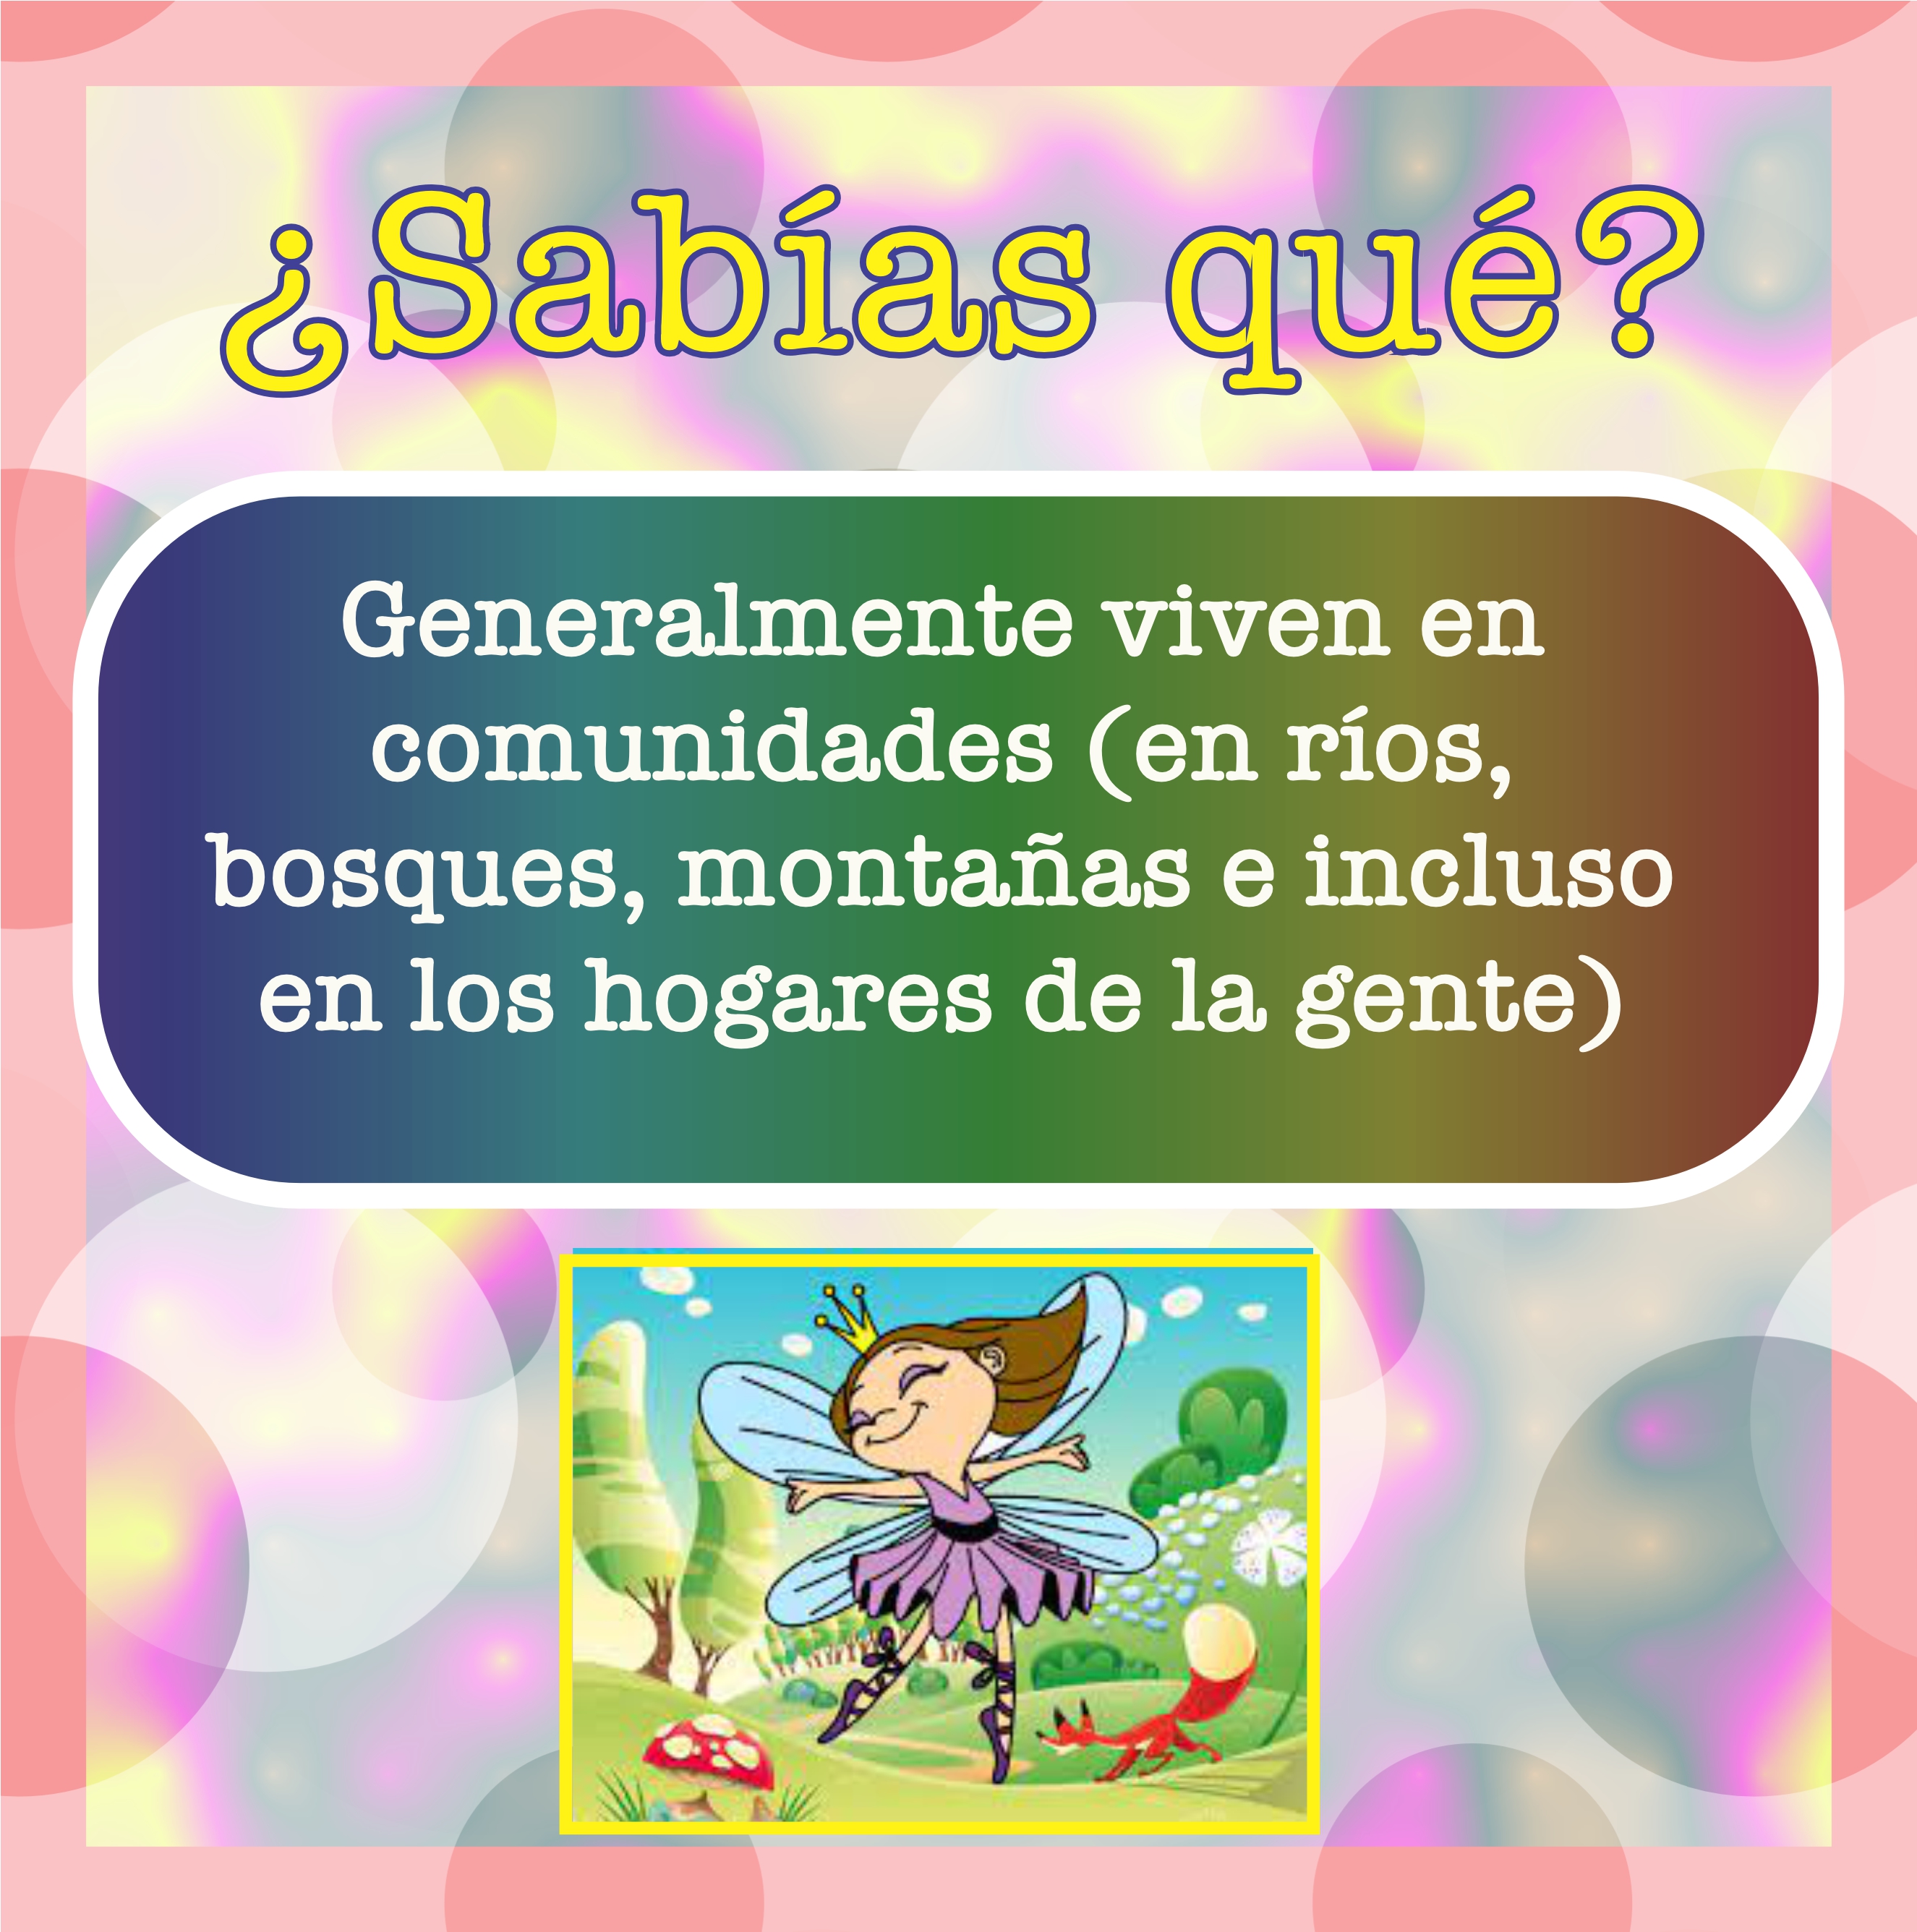 ¿Sabías qué?
Generalmente viven en
comunidades (en ríos,
bosques, montañas e incluso
en los hogares de la gente)